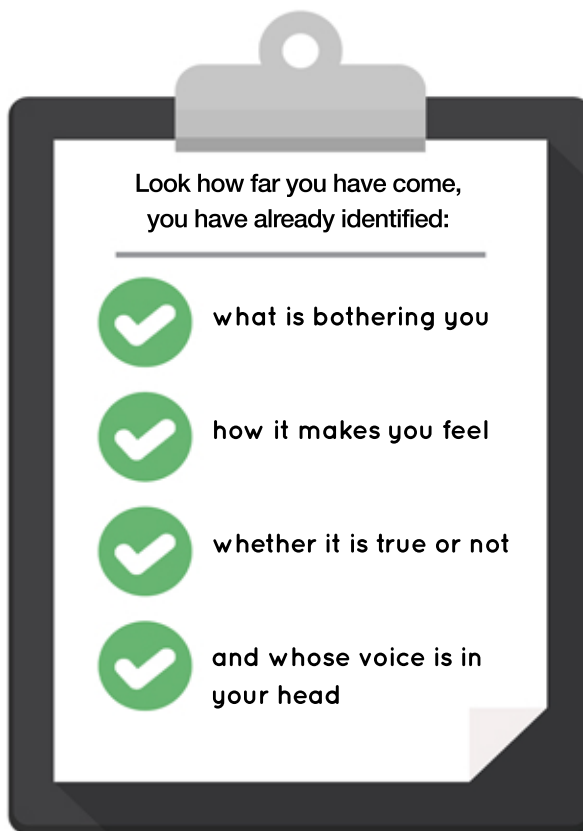 Look how far you have come,
you have already identified:
what is bothering you
how it makes you feel
whether it is true or not
and whose voice is in
your head